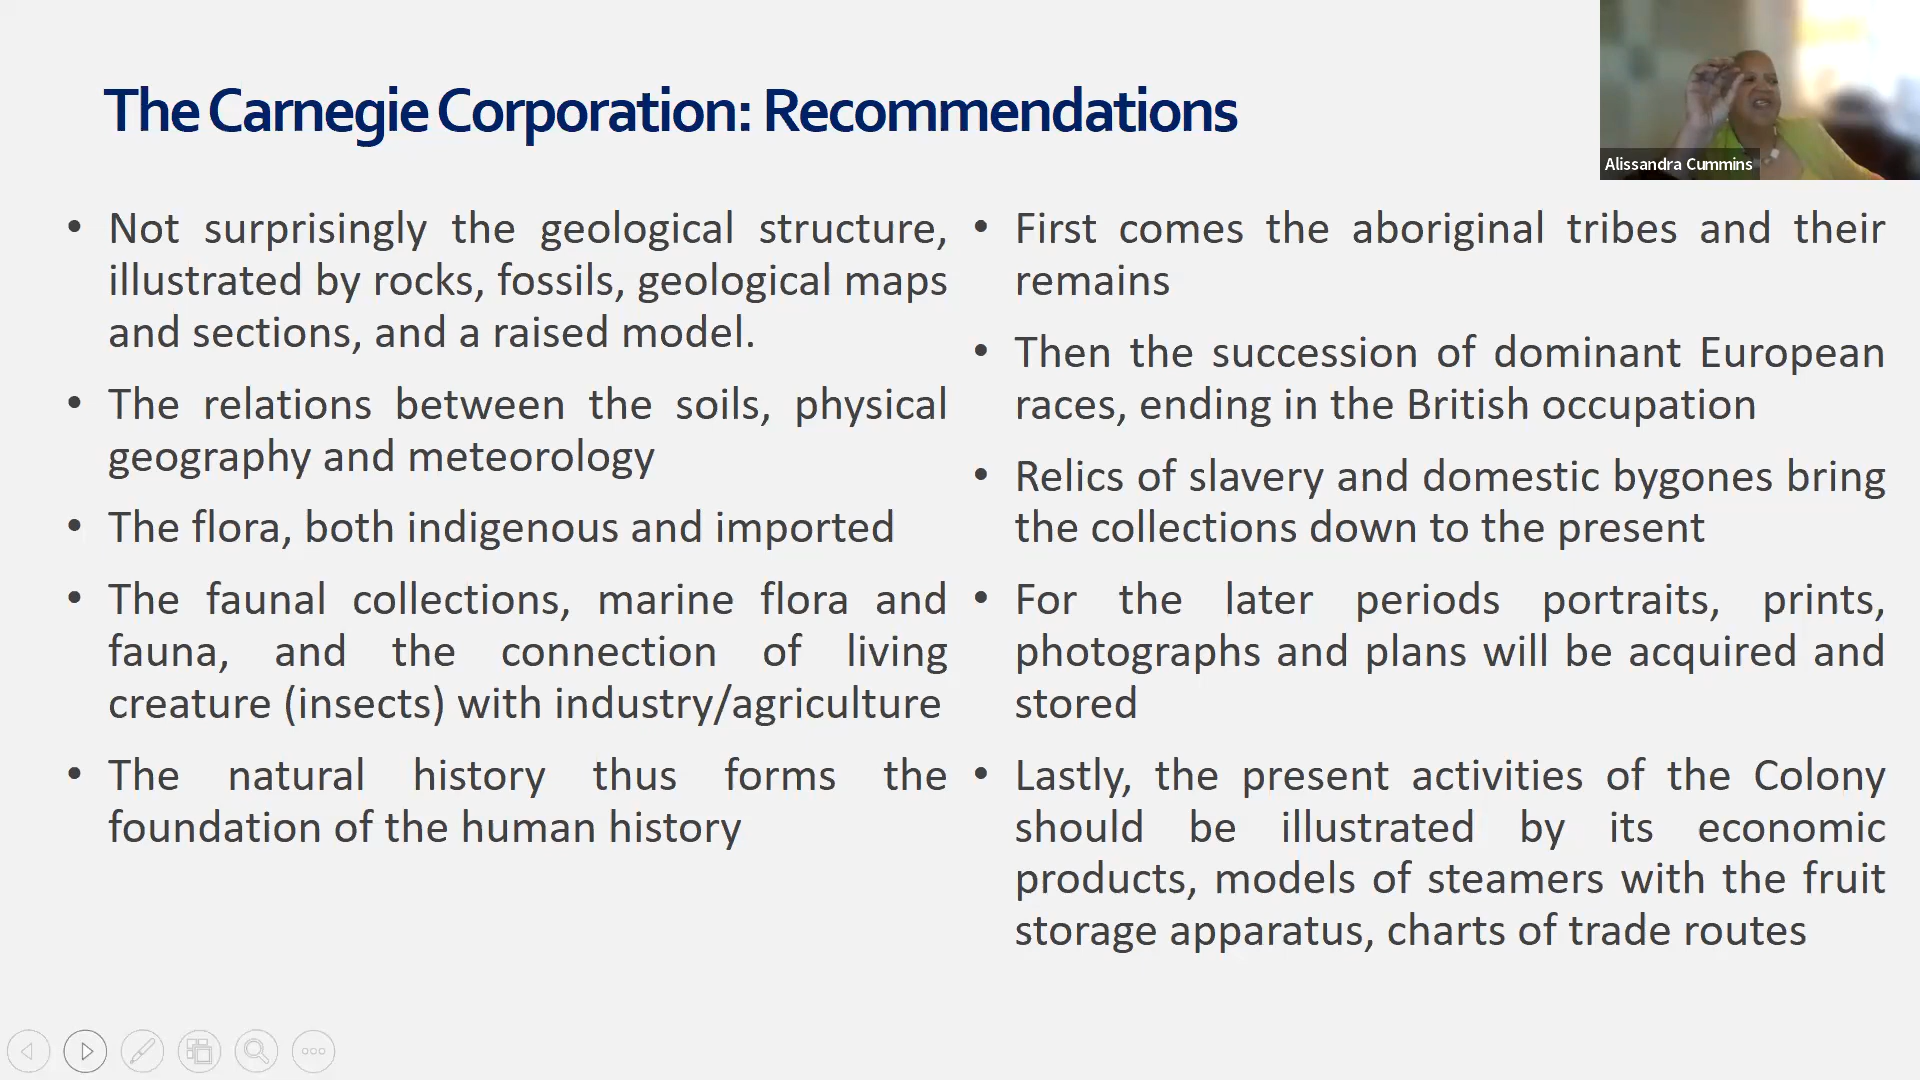 The Carnegie Corporation: Recommendations
Alissandra Cummins
• Not surprisingly the geological structure,
illustrated by rocks, fossils, geological maps
and sections, and a raised model.
• The relations between the soils, physical
geography and meteorology
• The flora, both indigenous and imported
• The faunal collections, marine flora and
fauna, and the connection of living
creature (insects) with industry/agriculture
• The natural history thus forms the
foundation of the human history
• First comes the aboriginal tribes and their
remains
• Then the succession of dominant European
races, ending in the British occupation
• Relics of slavery and domestic bygones bring
the collections down to the present
• For the later periods portraits, prints,
photographs and plans will be acquired and
stored
• Lastly, the present activities of the Colony
should be illustrated by its economic
products, models of steamers with the fruit
storage apparatus, charts of trade routes